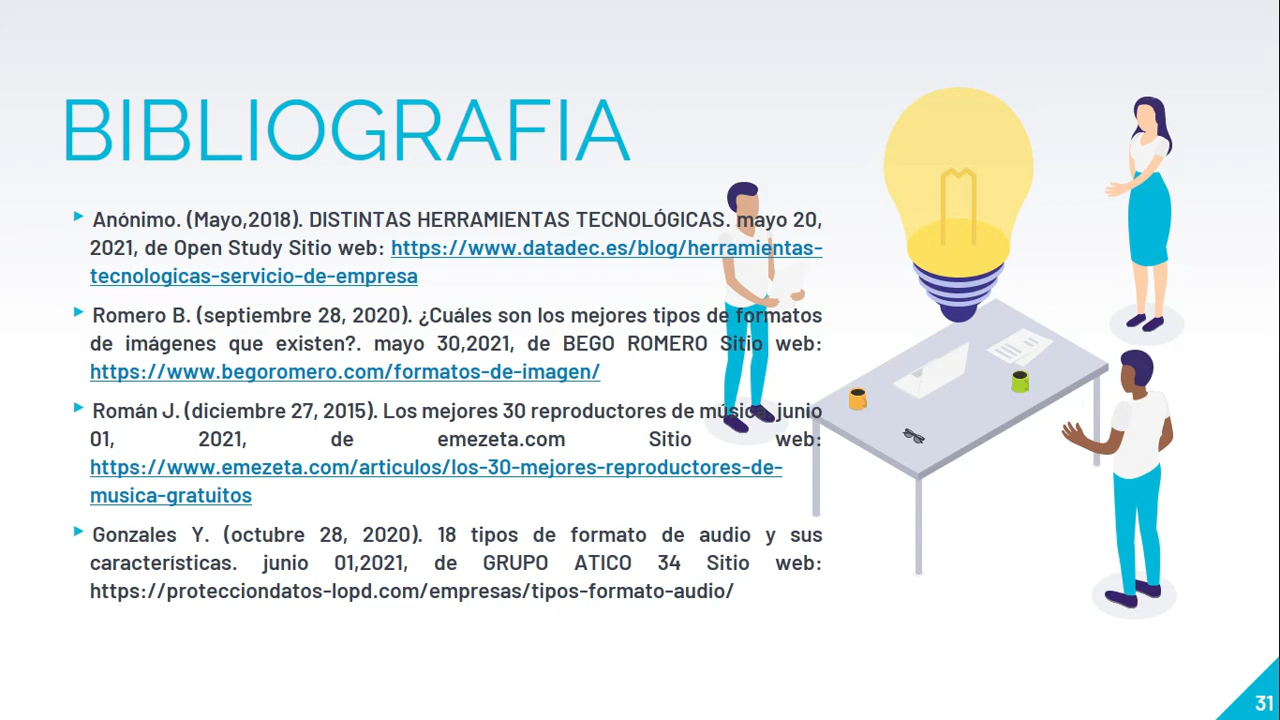 BIBLIOGRAFIA
Anónimo. (Mayo,2018). DISTINTAS HERRAMIENTAS TECNOLÓGICAS. mayo 20,
2021, de Open Study Sitio web: https://www.datadec.es/blog/herramientas-
tecnologicas-servicio-de-empresa
Romero B. (septiembre 28, 2020). ¿Cuáles son los mejores tipos de formatos
de imágenes que existen?. mayo 30,2021, de BEGO ROMERO Sitio web:
https://www.begoromero.com/formatos-de-imagen/
Román J. (diciembre 27, 2015). Los mejores 30 reproductores de música. junio
01, 2021, de emezeta.com Sitio web:
https://www.emezeta.com/articulos/los-30-mejores-reproductores-de-
musica-gratuitos
Gonzales Y. (octubre 28, 2020). 18 tipos de formato de audio y sus
características. junio 01,2021, de GRUPO ATICO 34 Sitio web:
https://protecciondatos-lopd.com/empresas/tipos-formato-audio/
31